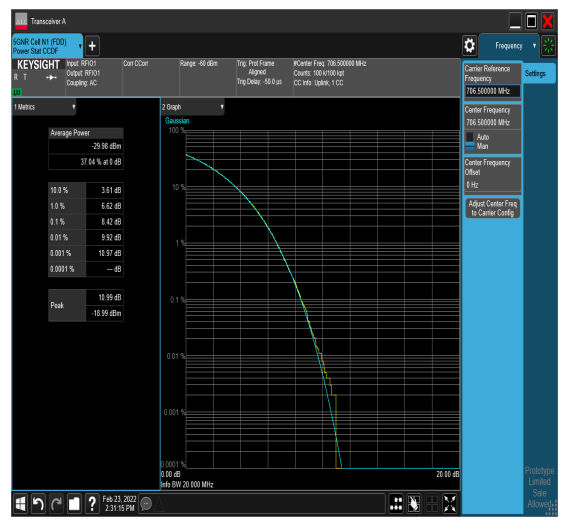 Transceiver A
5GNR Cell N1 (FDD)
Power Stat CCDF
Frequency
KEYSIGHT
R T
Input: RFIO1
Output: RFIO1
Coupling: AC
Corr CCorr
Range: -60 dBm
Trig: Prot Frame
Aligned
Trig Delay: -50.0 µs
#Center Freq: 706.500000 MHz
Counts: 100 k/100 kpt
CC Info: Uplink, 1 CC
1 Metrics
Average Power
-29.98 dBm
37.04 % at 0 dB
10.0 % 3.61 dB
1.0 % 6.62 dB
0.1 % 8.42 dB
0.01 % 9.92 dB
0.001 % 10.97 dB
0.0001 % --- dB
Peak
10.99 dB
-18.99 dBm
2 Graph
Gaussian
100 %
10 %
1 %
0.1 %
0.01 %
0.001 %
0.0001 %
0.00 dB
20.00 dB
Info BW 20.000 MHz
Carrier Reference
Frequency
706.500000 MHz
Center Frequency
706.500000 MHz
Auto
Man
Center Frequency
Offset
0 Hz
Adjust Center Freq
to Carrier Config
Settings
Prototype
Limited
Sale
Allowed
?
Feb 23, 2022
2:31:15 PM